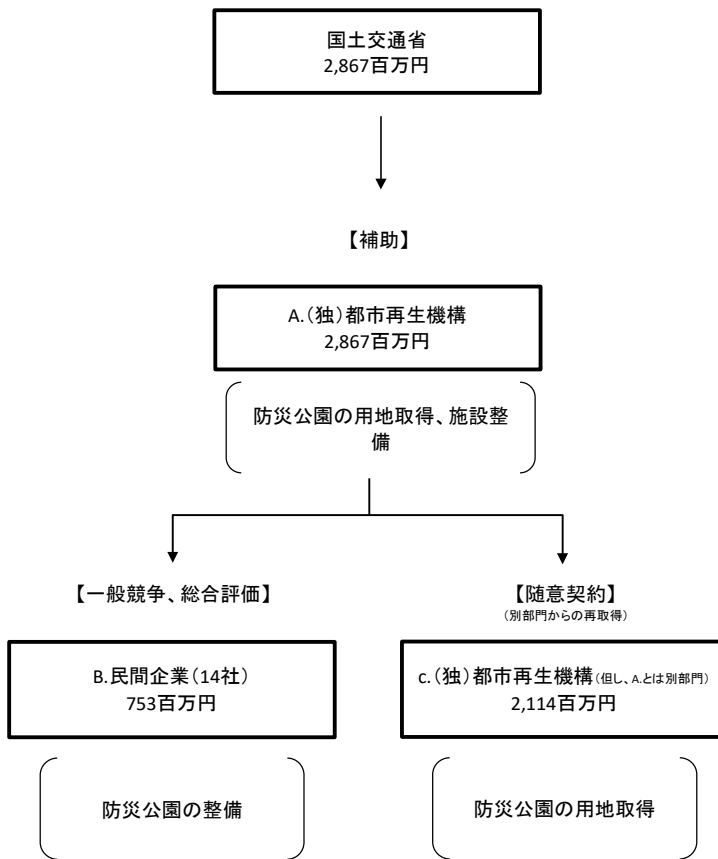 国土交通省
2,867百万円
【補助】
A.(独)都市再生機構
2,867百万円
防災公園の用地取得、施設整
備
【一般競争、総合評価】
【随意契約】
(別部門からの再取得)
B.民間企業(14社)
753百万円
c.(独)都市再生機構(但し、A.とは別部門)
2,114百万円
防災公園の整備
防災公園の用地取得